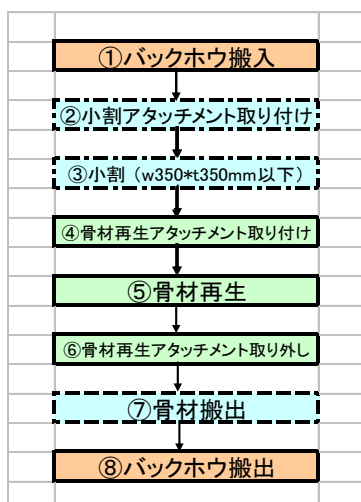 ①バックホウ搬入
②小割アタッチメント取り付け
③小割（w350*t350mm以下）
④骨材再生アタッチメント取り付け
⑤骨材再生
⑥骨材再生アタッチメント取り外し
⑦骨材搬出
⑧バックホウ搬出